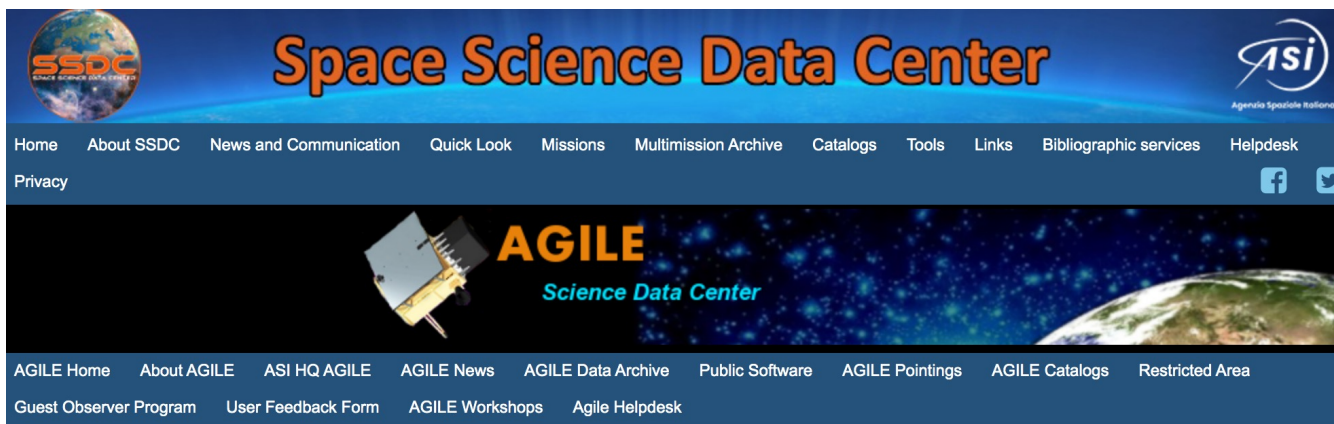 SSDC
SPACE SCIENCE DATA CENTER
Space Science Data Center
asi
Agenzia Spaziale Italiana
Home About SSDC News and Communication Quick Look Missions Multimission Archive Catalogs Tools Links Bibliographic services Helpdesk
Privacy
AGILE
Science Data Center
AGILE Home About AGILE ASI HQ AGILE AGILE News AGILE Data Archive Public Software AGILE Pointings AGILE Catalogs Restricted Area
Guest Observer Program User Feedback Form AGILE Workshops Agile Helpdesk